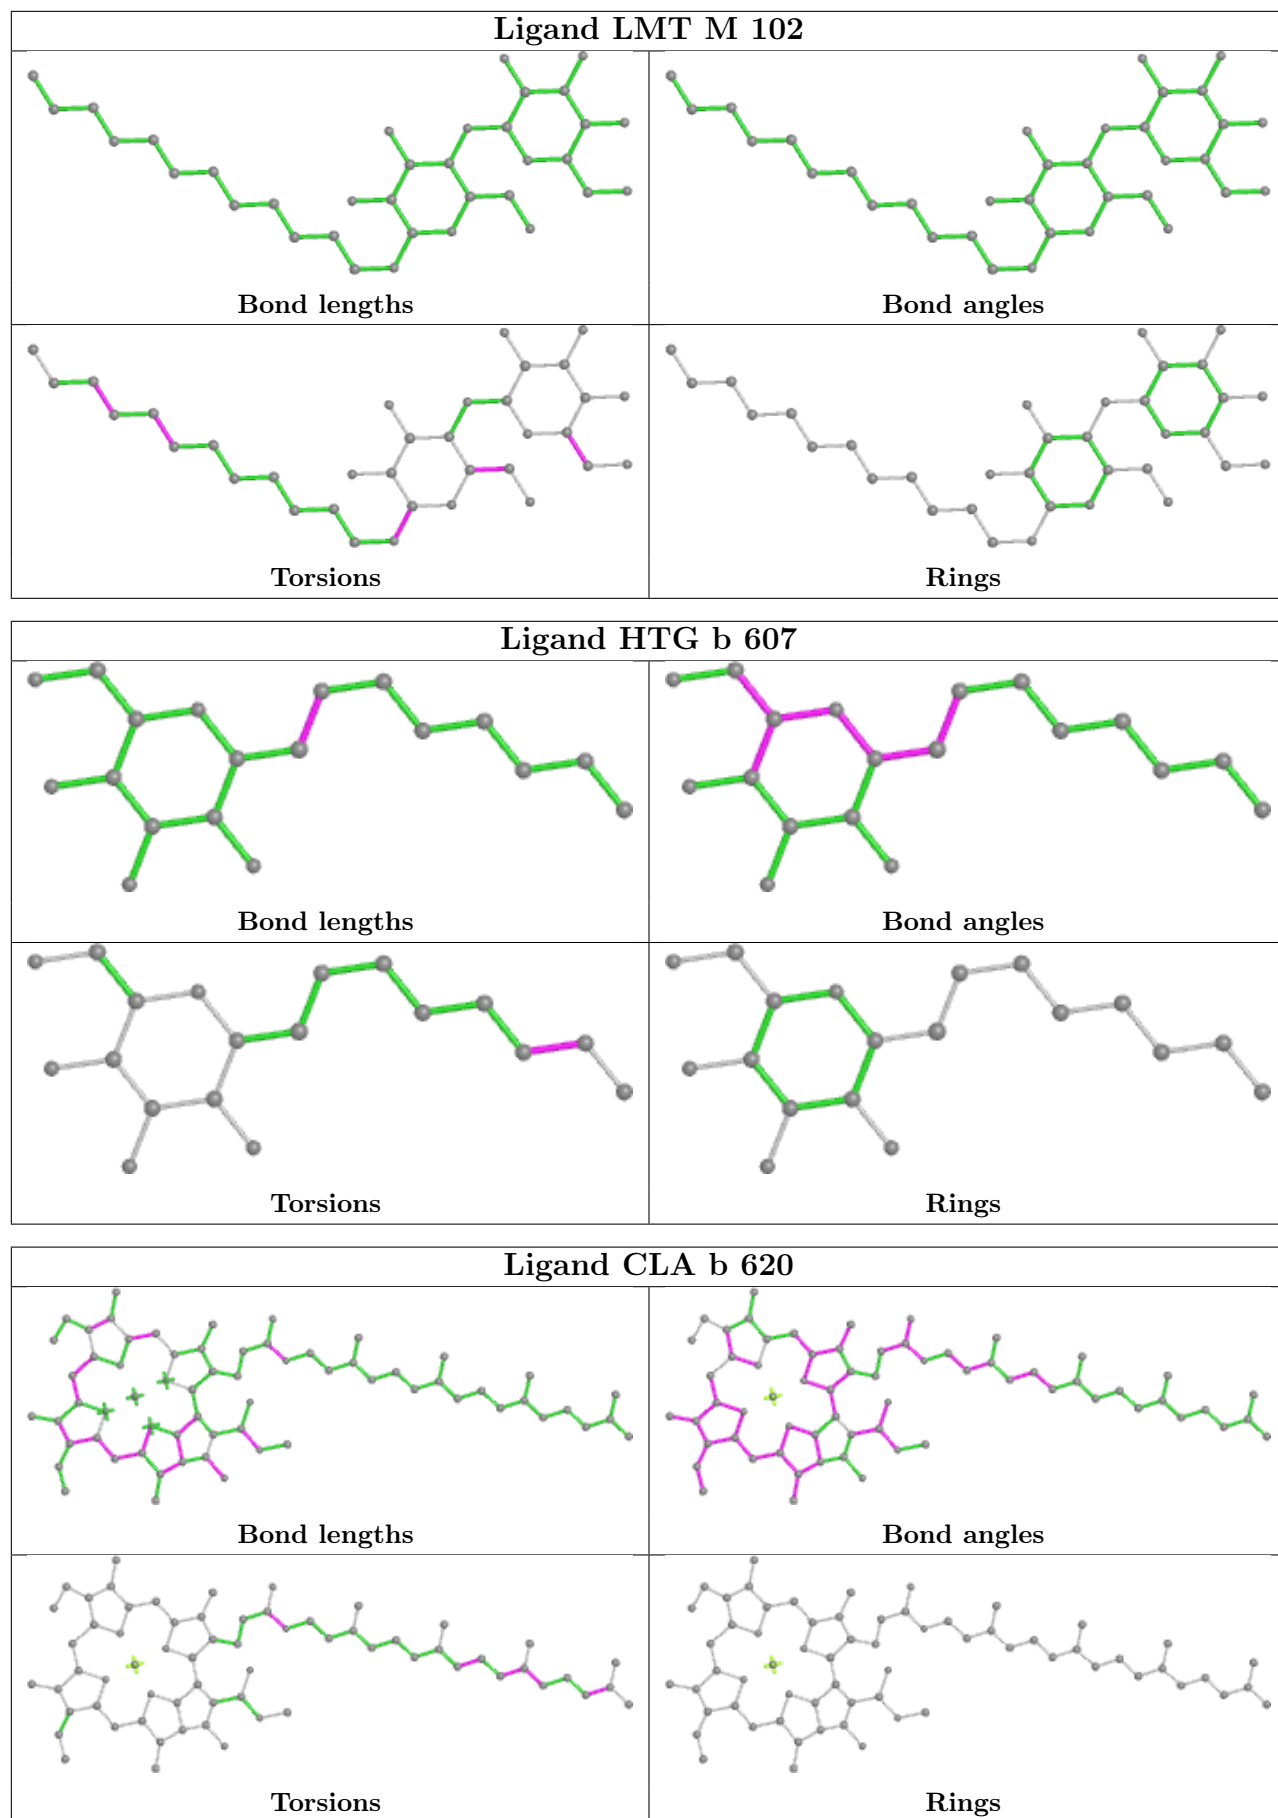 Ligand LMT M 102
Bond lengths
Bond angles
Torsions
Rings
Ligand HTG b 607
Bond lengths
Bond angles
Torsions
Rings
Ligand CLA b 620
Bond lengths
Bond angles
Torsions
Rings